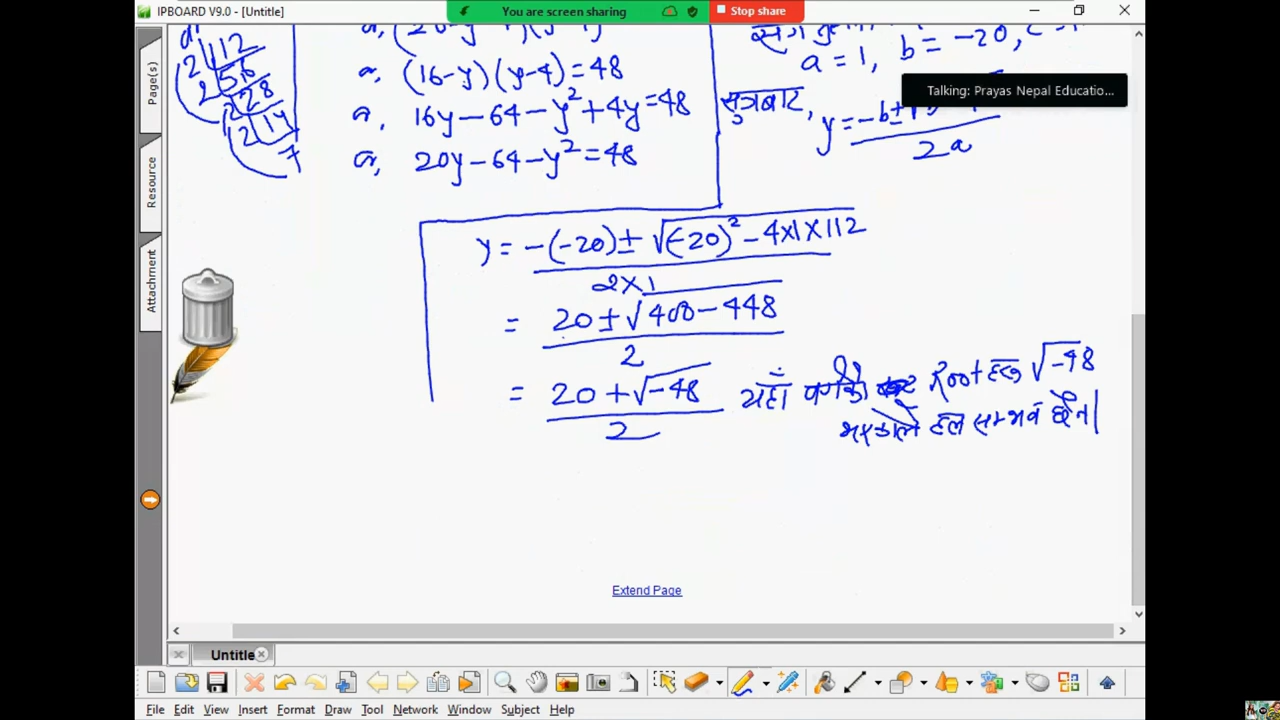 IPBOARD V9.0 - [Untitle]
You are screen sharing
Stop share
Talking: Prayas Nepal Educatio...
Page(s)
Resource
Attachment
2|112
2|56
2|28
2|14
7
(16-y)(y-4)=48
16y-64-y²+4y=48
20y-64-y²=48
a=1, b=-20,
y=-b±√
2a
y = -(-20)±√(-20)²-4×1×112
2×1
= 20±√400-448
2
= 20+√-48 यहाँ Root √-48
2 हल सम्भव छैन।
Extend Page
Untitle
File Edit View Insert Format Draw Tool Network Window Subject Help